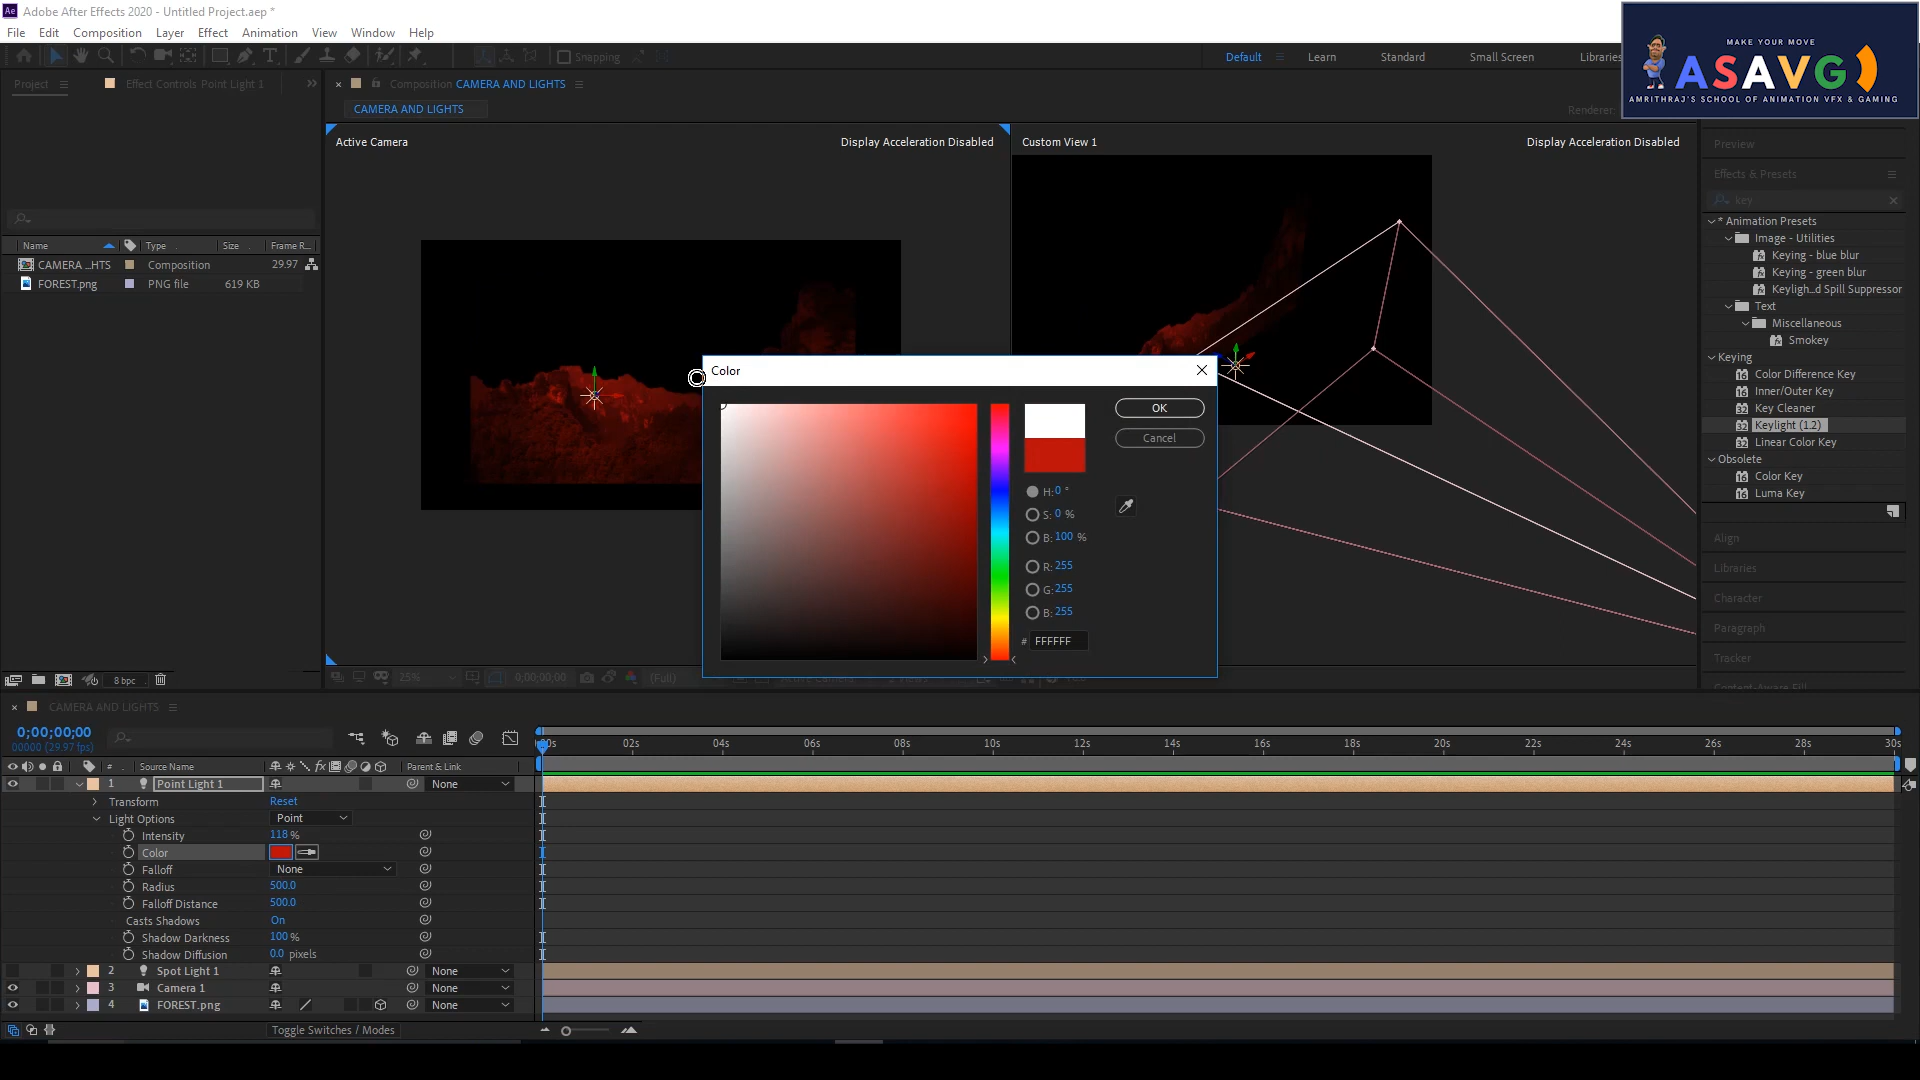 Adobe After Effects 2020 - Untitled Project.aep *
File Edit Composition Layer Effect Animation View Window Help
Snapping
Default Learn Standard Small Screen Libraries
MAKE YOUR MOVE
ASAVG
AMRITHRAJ'S SCHOOL OF ANIMATION VFX & GAMING
Project Effect Controls Point Light 1
Composition CAMERA AND LIGHTS
CAMERA AND LIGHTS
Renderer:
Active Camera Display Acceleration Disabled
Custom View 1 Display Acceleration Disabled
Name Type Size Frame R...
CAMERA ...HTS Composition 29.97
FOREST.png PNG file 619 KB
8 bpc
Color
OK
Cancel
H: 0 °
S: 0 %
B: 100 %
R: 255
G: 255
B: 255
# FFFFFF
25% 0;00;00;00 (Full)
Preview
Effects & Presets
key
* Animation Presets
Image - Utilities
Keying - blue blur
Keying - green blur
Keyligh...d Spill Suppressor
Text
Miscellaneous
Smokey
Keying
Color Difference Key
Inner/Outer Key
Key Cleaner
Keylight (1.2)
Linear Color Key
Obsolete
Color Key
Luma Key
Align
Libraries
Character
Paragraph
Tracker
CAMERA AND LIGHTS
0;00;00;00
00000 (29.97 fps)
00s 02s 04s 06s 08s 10s 12s 14s 16s 18s 20s 22s 24s 26s 28s 30s
# Source Name Parent & Link
1 Point Light 1 None
Transform Reset
Light Options Point
Intensity 118 %
Color
Falloff None
Radius 500.0
Falloff Distance 500.0
Casts Shadows On
Shadow Darkness 100 %
Shadow Diffusion 0.0 pixels
2 Spot Light 1 None
3 Camera 1 None
4 FOREST.png None
Toggle Switches / Modes